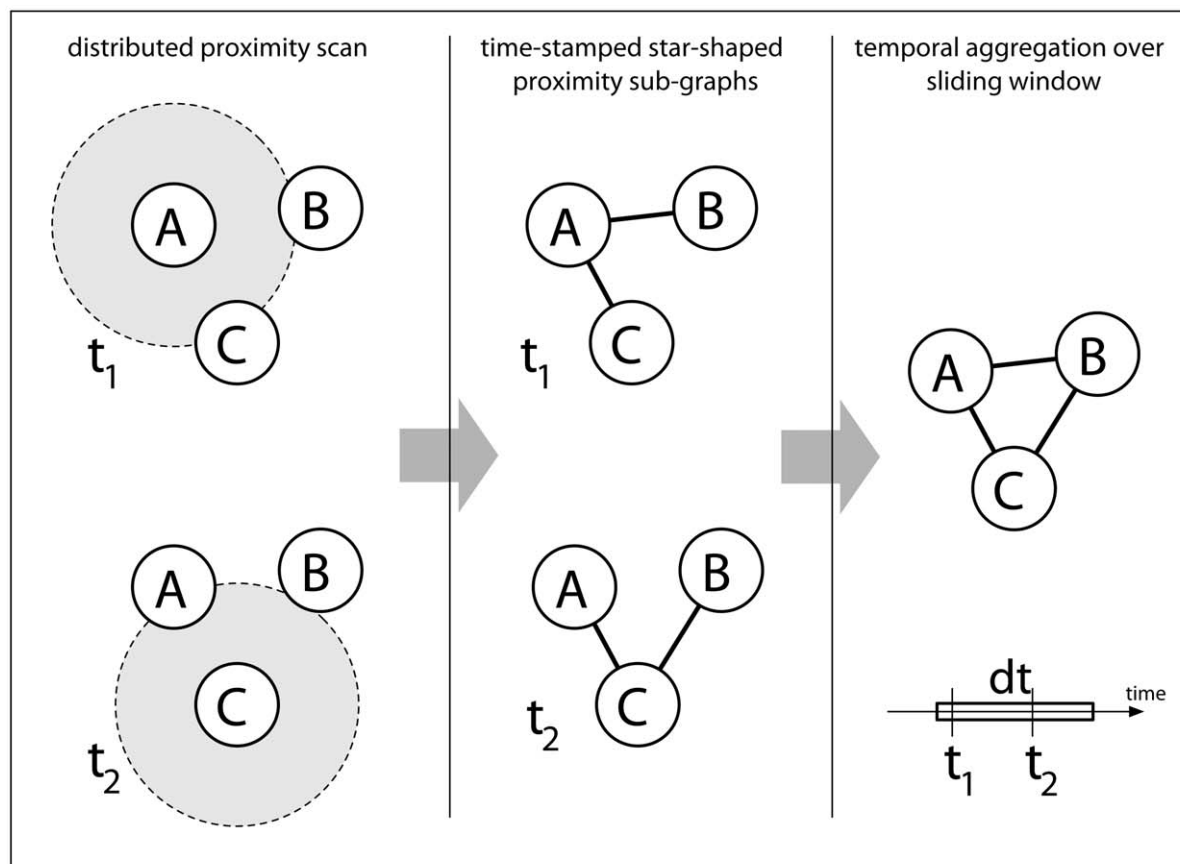 distributed proximity scan
A
B
C
t1
A
B
C
t2
time-stamped star-shaped
proximity sub-graphs
A
B
C
t1
A
B
C
t2
temporal aggregation over
sliding window
A
B
C
dt
time
t1
t2